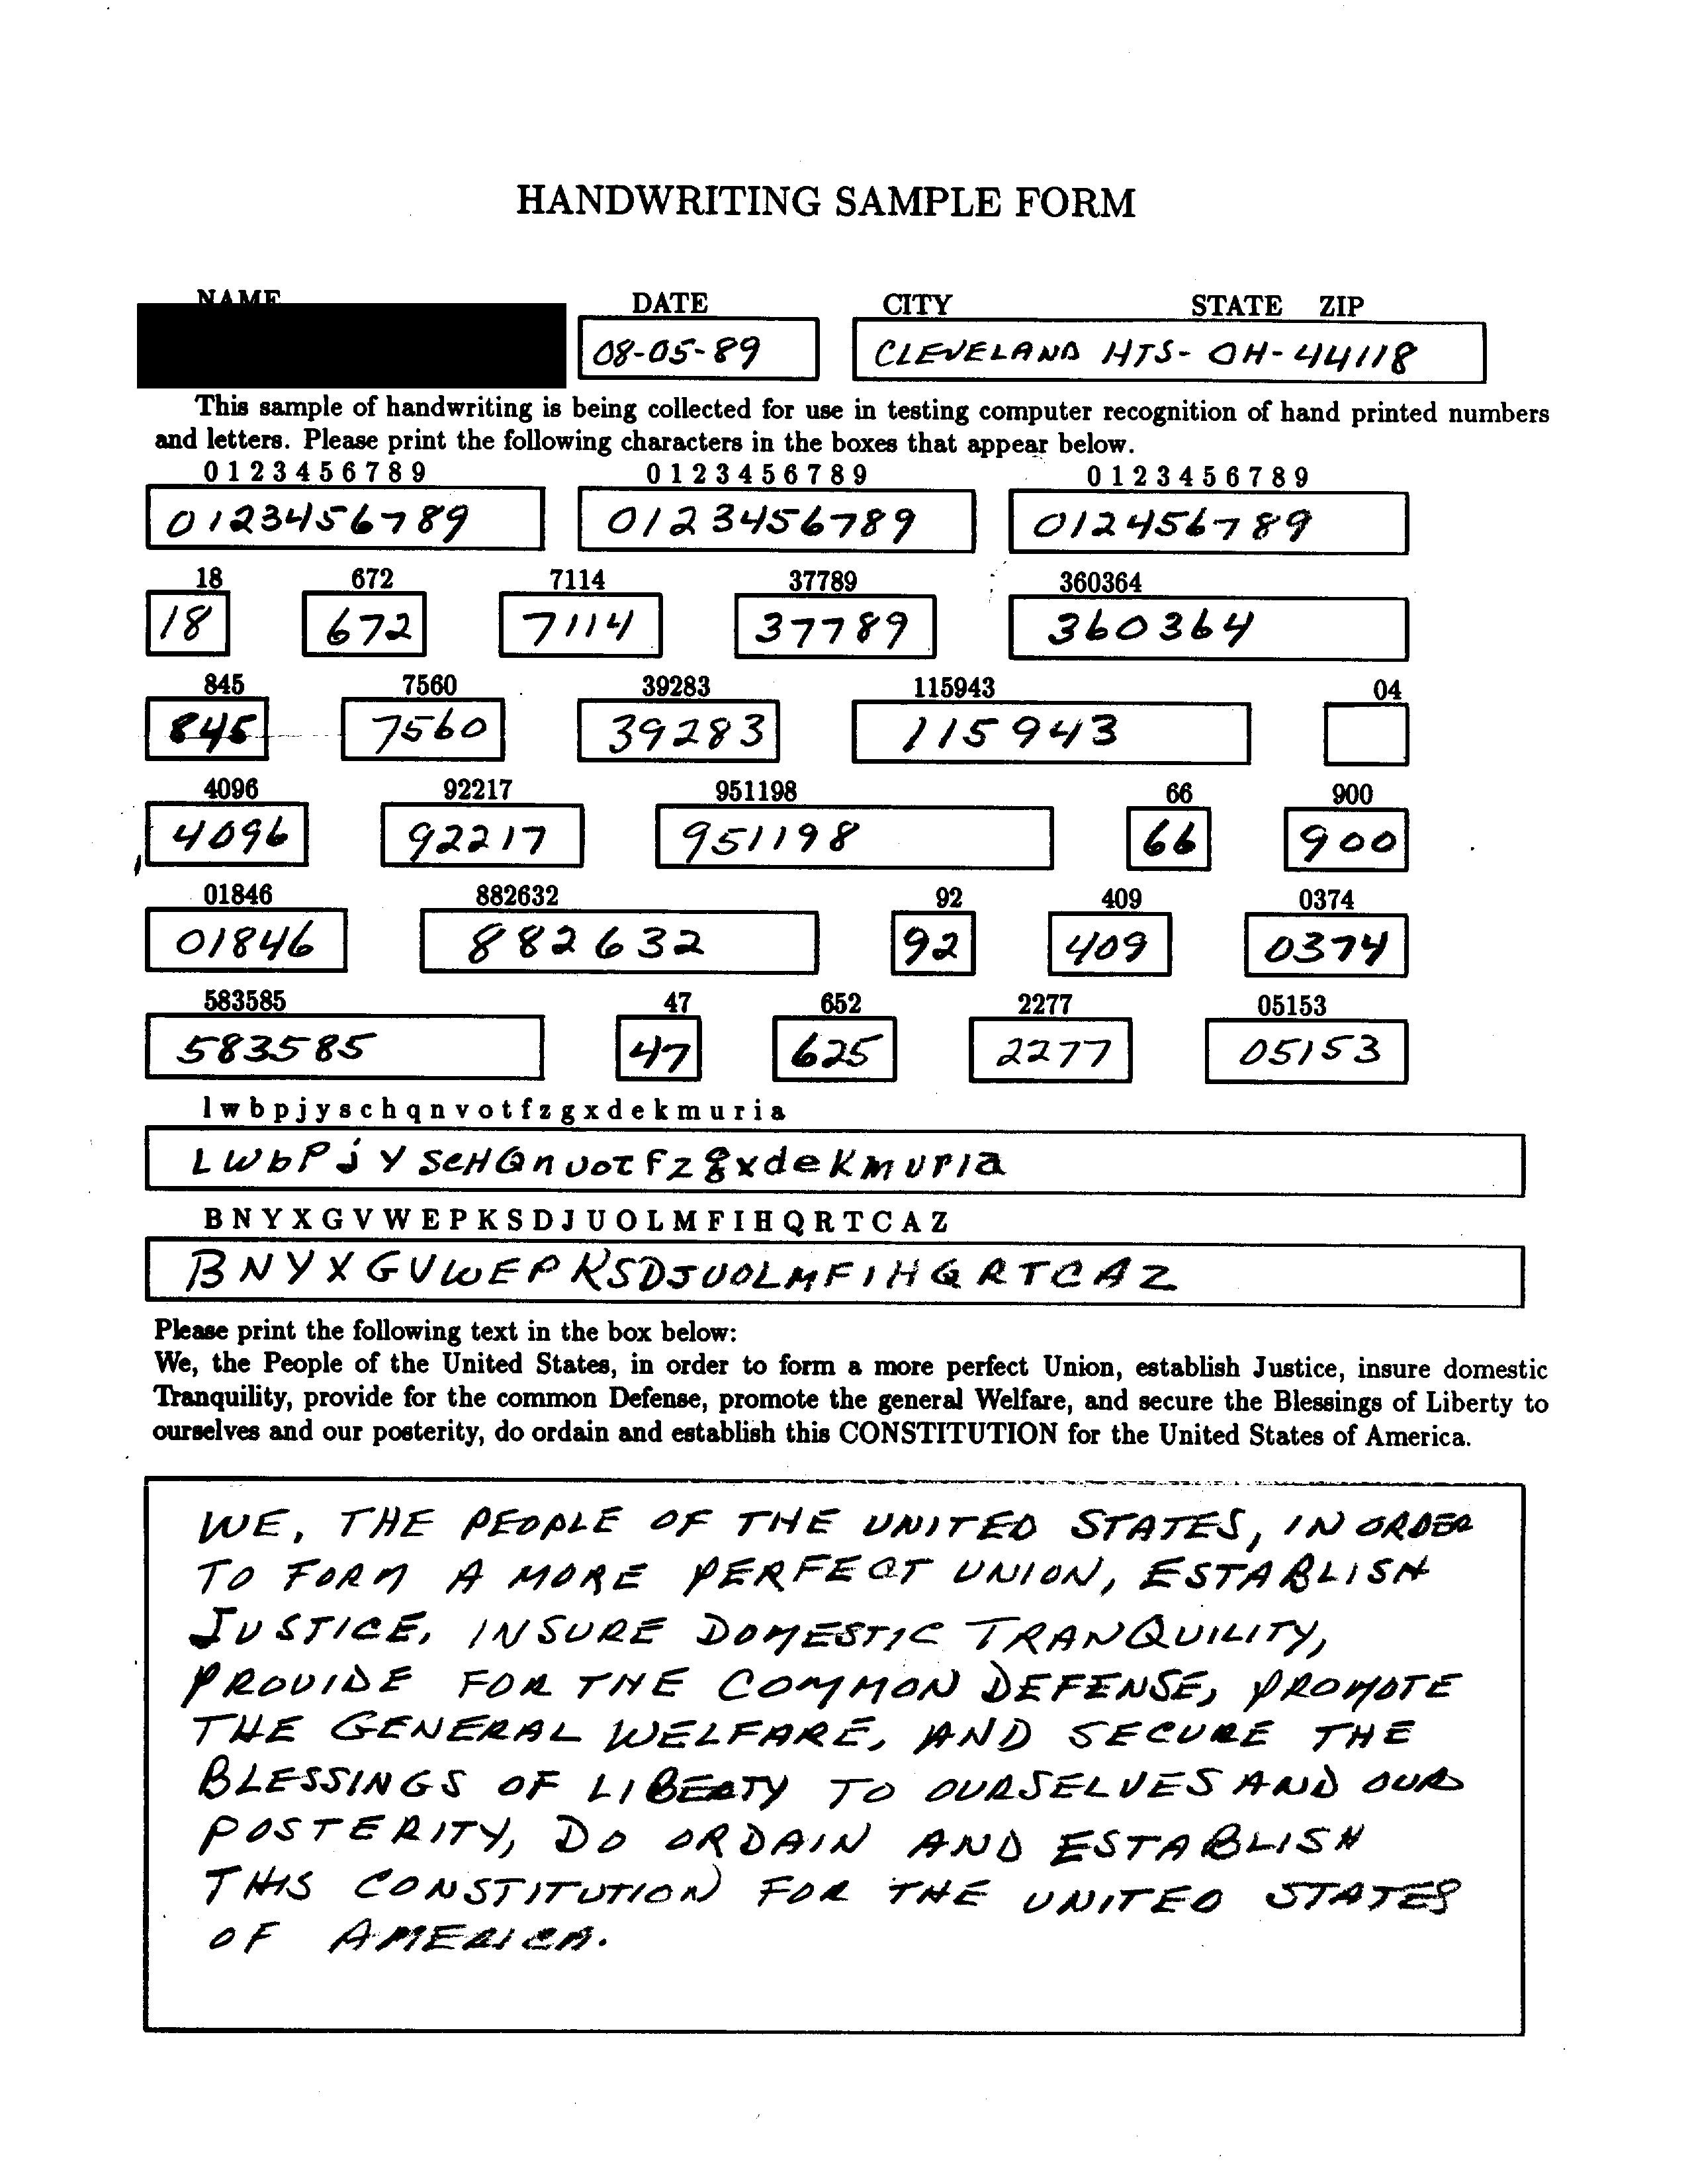 HANDWRITING SAMPLE FORM
NAME DATE CITY STATE ZIP
08-05-89 CLEVELAND HTS- OH-44118
This sample of handwriting is being collected for use in testing computer recognition of hand printed numbers
and letters. Please print the following characters in the boxes that appear below.
0 1 2 3 4 5 6 7 8 9 0 1 2 3 4 5 6 7 8 9 0 1 2 3 4 5 6 7 8 9
0123456789 0123456789 012456789
18 672 7114 37789 360364
18 672 7114 37789 360364
845 7560 39283 115943 04
845 7560 39283 115943
4096 92217 951198 66 900
4096 92217 951198 66 900
01846 882632 92 409 0374
01846 882632 92 409 0374
583585 47 652 2277 05153
583585 47 625 2277 05153
l w b p j y s c h q n v o t f z g x d e k m u r i a
LWbPjYScHQnvotFzgxdeKmuria
B N Y X G V W E P K S D J U O L M F I H Q R T C A Z
BNYXGVWEPKSDJUOLMFIHQRTCAZ
Please print the following text in the box below:
We, the People of the United States, in order to form a more perfect Union, establish Justice, insure domestic
Tranquility, provide for the common Defense, promote the general Welfare, and secure the Blessings of Liberty to
ourselves and our posterity, do ordain and establish this CONSTITUTION for the United States of America.
WE, THE PEOPLE OF THE UNITED STATES, IN ORDER
TO FORM A MORE PERFECT UNION, ESTABLISH
JUSTICE, INSURE DOMESTIC TRANQUILITY,
PROVIDE FOR THE COMMON DEFENSE, PROMOTE
THE GENERAL WELFARE, AND SECURE THE
BLESSINGS OF LIBERTY TO OURSELVES AND OUR
POSTERITY, DO ORDAIN AND ESTABLISH
THIS CONSTITUTION FOR THE UNITED STATES
OF AMERICA.